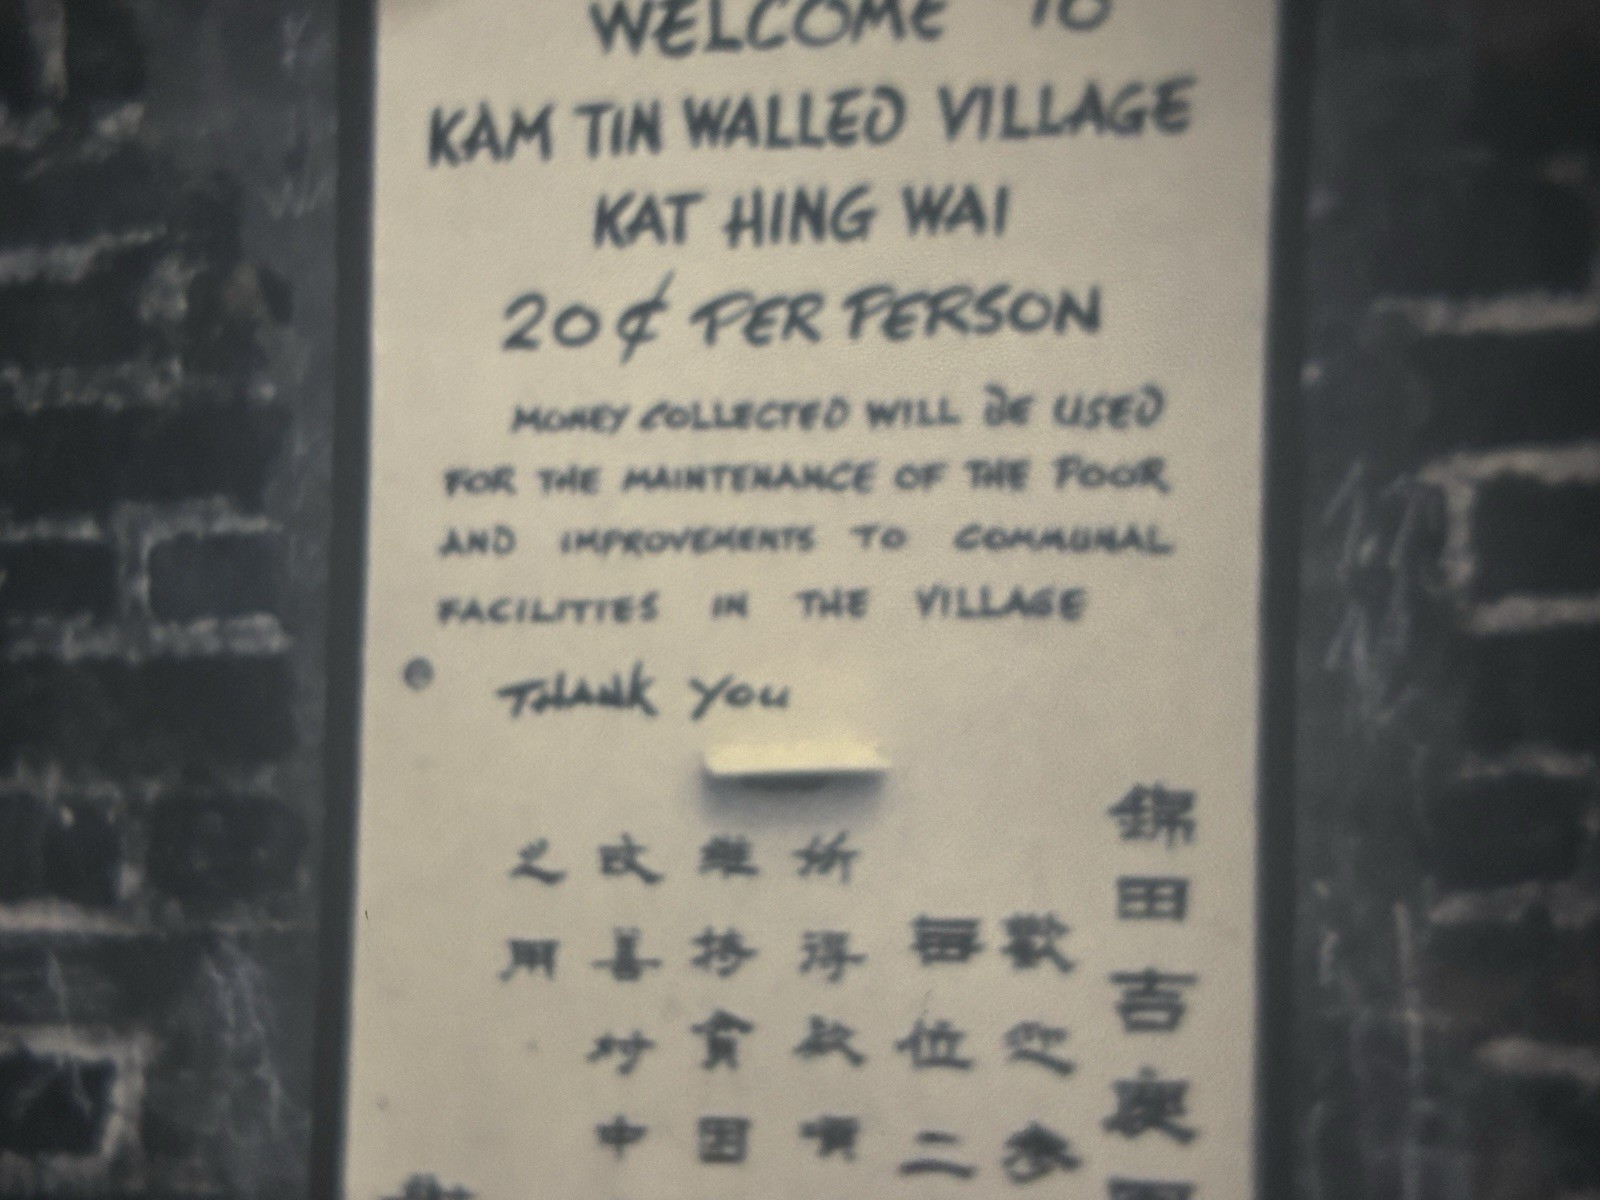 WELCOME TO
KAM TIN WALLED VILLAGE
KAT HING WAI
20¢ PER PERSON
MONEY COLLECTED WILL BE USED
FOR THE MAINTENANCE OF THE POOR
AND IMPROVEMENTS TO COMMUNAL
FACILITIES IN THE VILLAGE
THANK YOU
錦田吉慶
歡迎参
每位二
所得款項
維持貧困
改善村中
之用